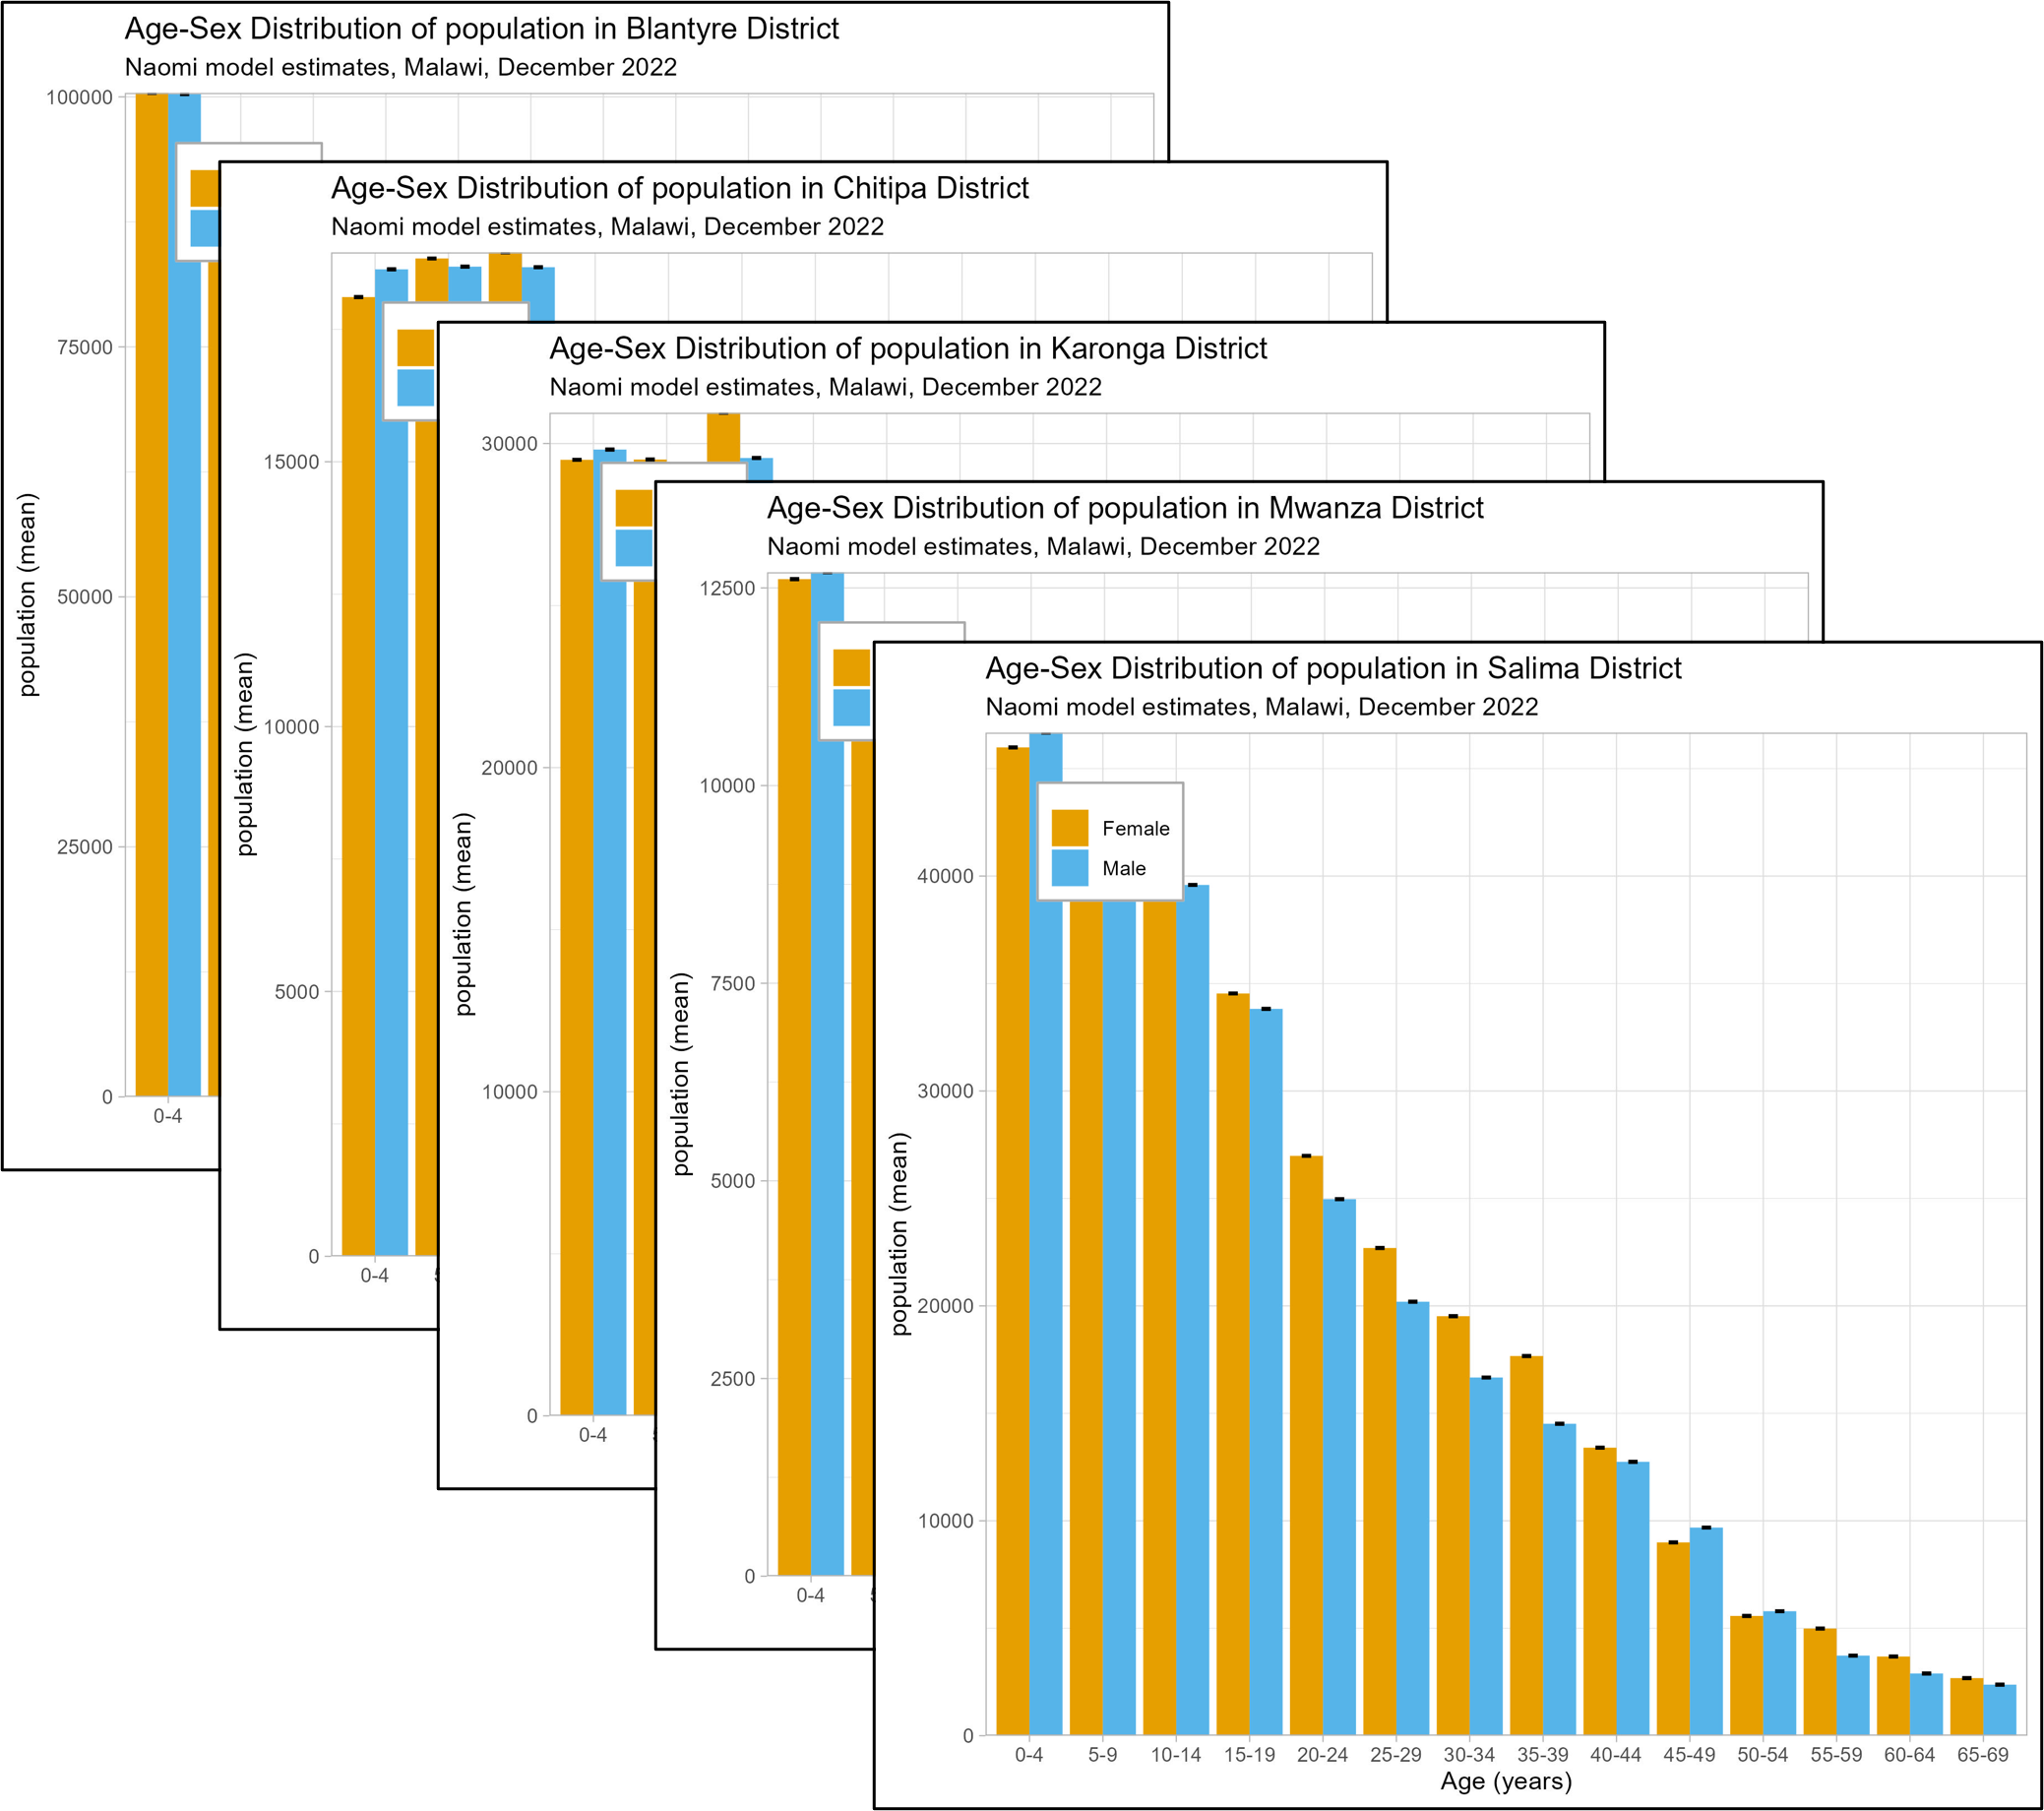 Age-Sex Distribution of population in Blantyre District
Naomi model estimates, Malawi, December 2022
population (mean)
100000
75000
50000
25000
0
0-4
Age-Sex Distribution of population in Chitipa District
Naomi model estimates, Malawi, December 2022
population (mean)
15000
10000
5000
0
0-4
Age-Sex Distribution of population in Karonga District
Naomi model estimates, Malawi, December 2022
population (mean)
30000
20000
10000
0
0-4
Age-Sex Distribution of population in Mwanza District
Naomi model estimates, Malawi, December 2022
population (mean)
12500
10000
7500
5000
2500
0
0-4
Age-Sex Distribution of population in Salima District
Naomi model estimates, Malawi, December 2022
Female
Male
population (mean)
40000
30000
20000
10000
0
0-4 5-9 10-14 15-19 20-24 25-29 30-34 35-39 40-44 45-49 50-54 55-59 60-64 65-69
Age (years)